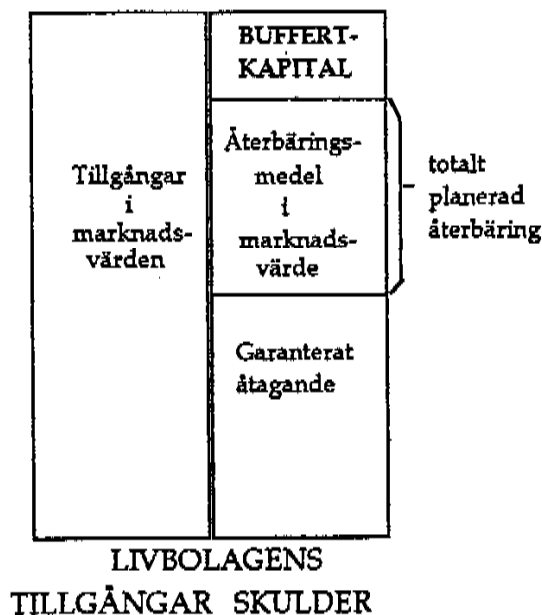 BUFFERT-
KAPITAL
Tillgångar
i
marknads-
värden
Återbärings-
medel
i
marknads-
värde
totalt
planerad
återbäring
Garanterat
åtagande
LIVBOLAGENS
TILLGÅNGAR SKULDER